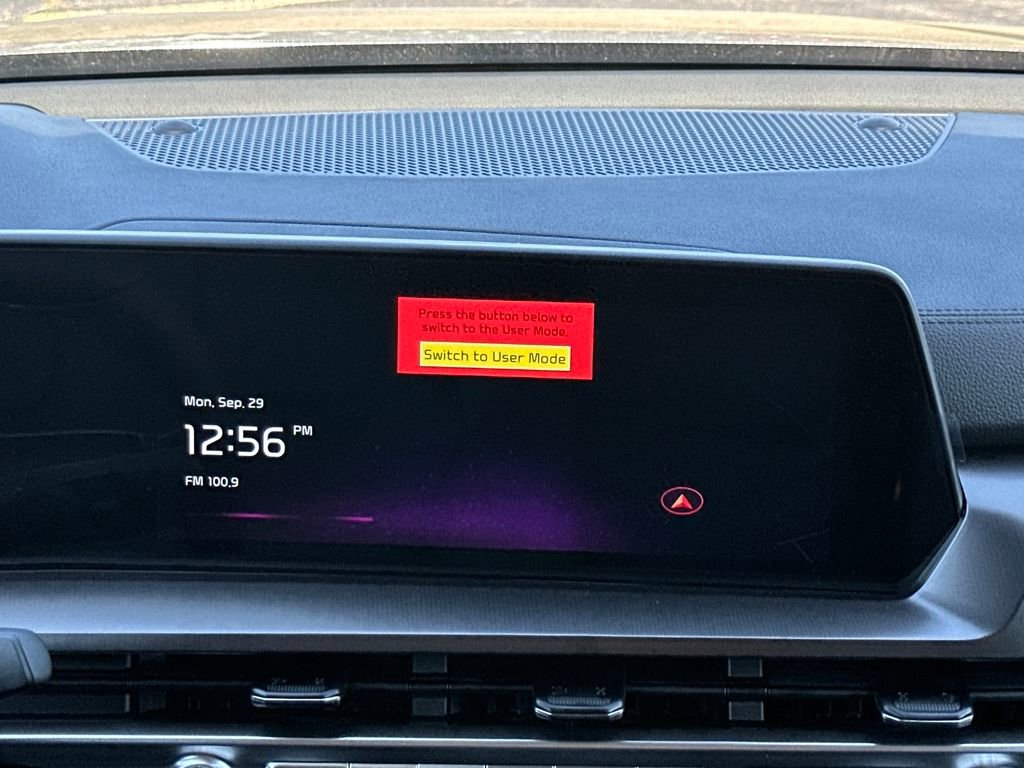 Press the button below to
switch to the User Mode.
Switch to User Mode
Mon, Sep. 29
12:56 PM
FM 100.9